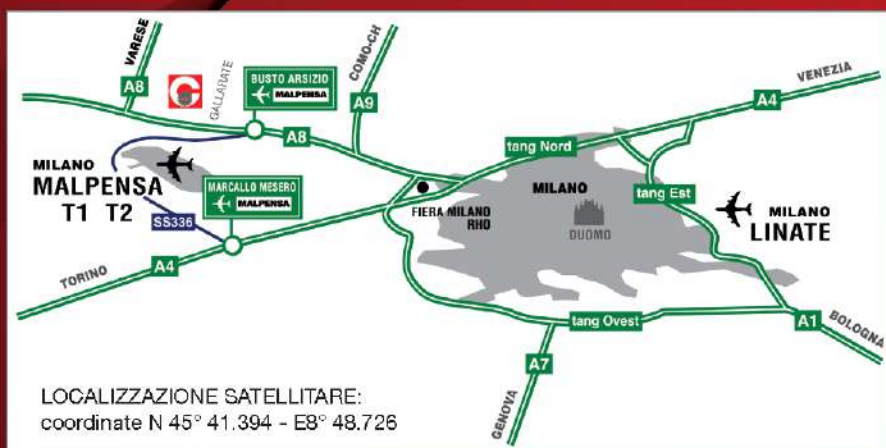 VARESE
A8
GALLARATE
BUSTO ARSIZIO
MALPENSA
COMO-CH
A9
A8
VENEZIA
A4
tang Nord
MILANO
MALPENSA
T1 T2
MARCALLO MESERO
MALPENSA
SS336
FIERA MILANO
RHO
MILANO
DUOMO
tang Est
MILANO
LINATE
TORINO
A4
tang Ovest
A1
BOLOGNA
A7
GENOVA
LOCALIZZAZIONE SATELLITARE:
coordinate N 45° 41.394 - E8° 48.726